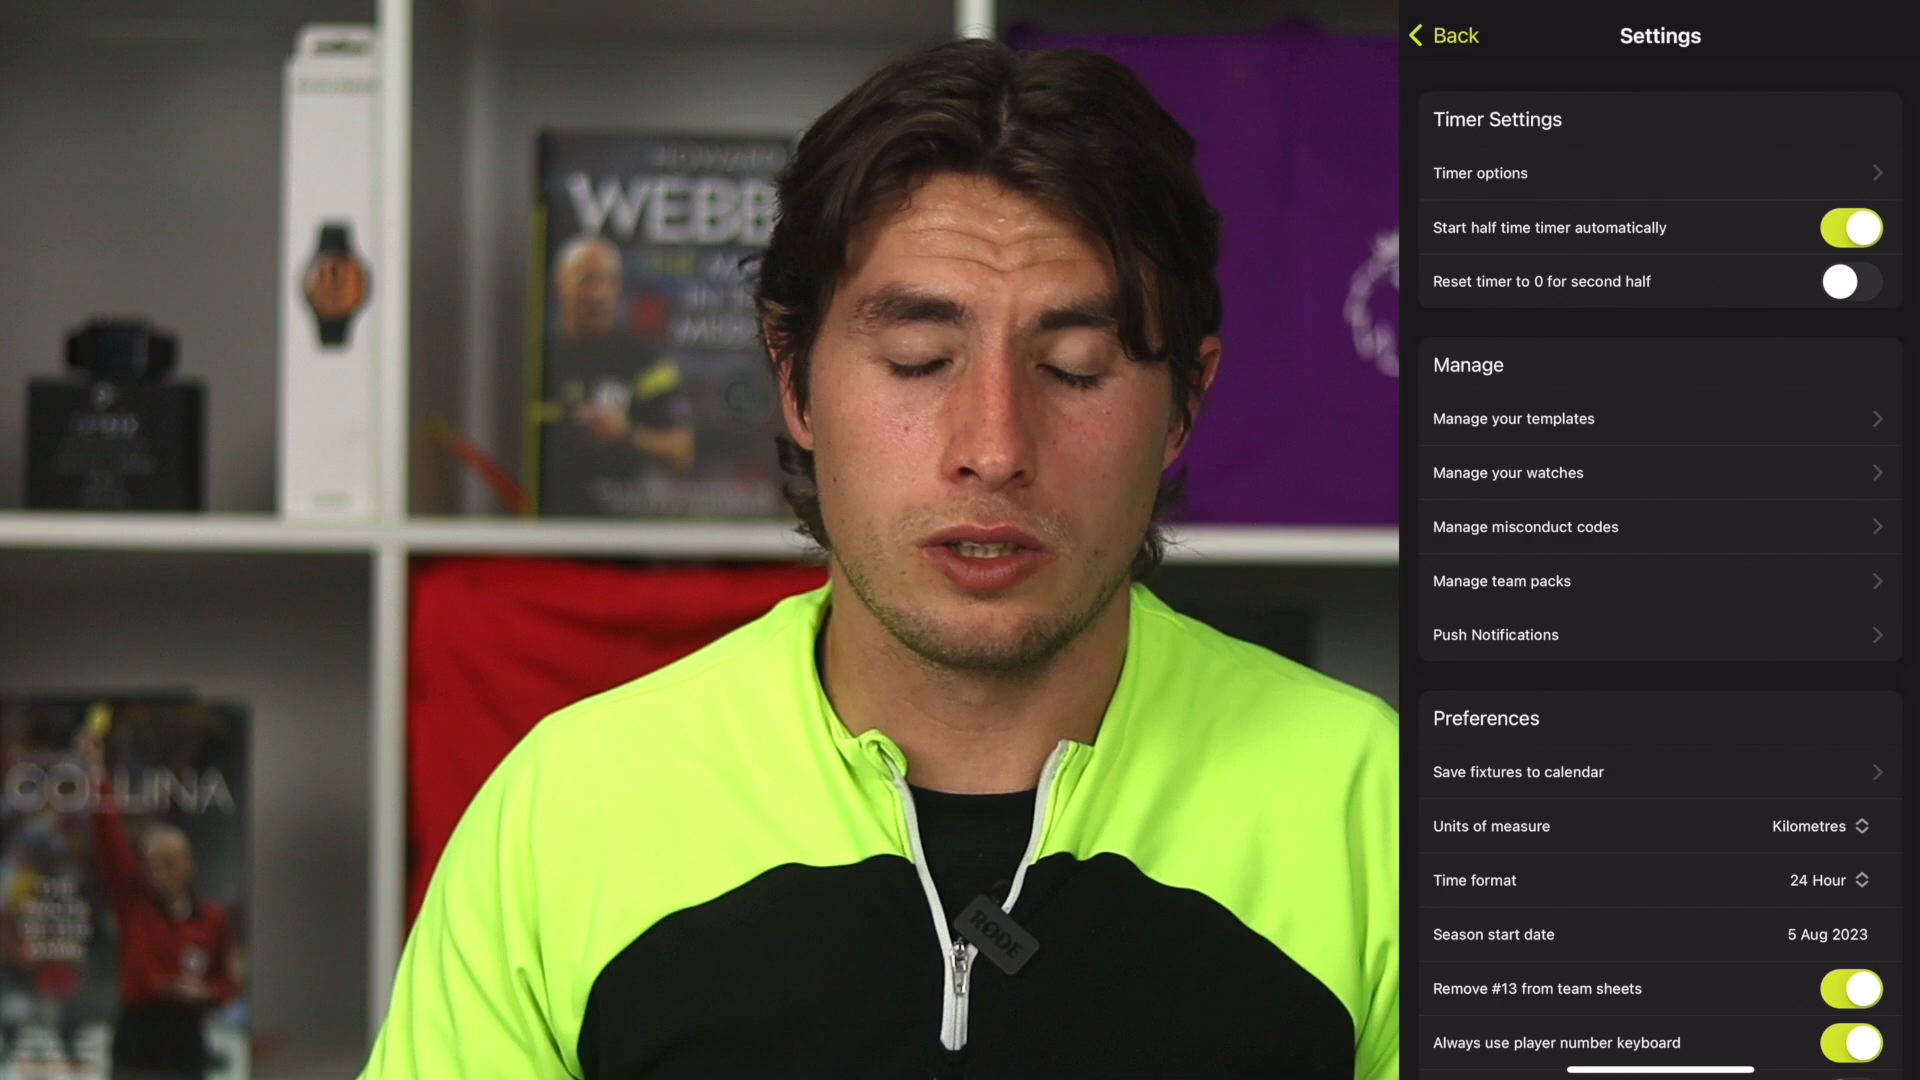 Back
Settings
Timer Settings
Timer options
Start half time timer automatically
Reset timer to 0 for second half
Manage
Manage your templates
Manage your watches
Manage misconduct codes
Manage team packs
Push Notifications
Preferences
Save fixtures to calendar
Units of measure Kilometres
Time format 24 Hour
Season start date 5 Aug 2023
Remove #13 from team sheets
Always use player number keyboard
HOWARD
WEBB
COLLINA
RØDE